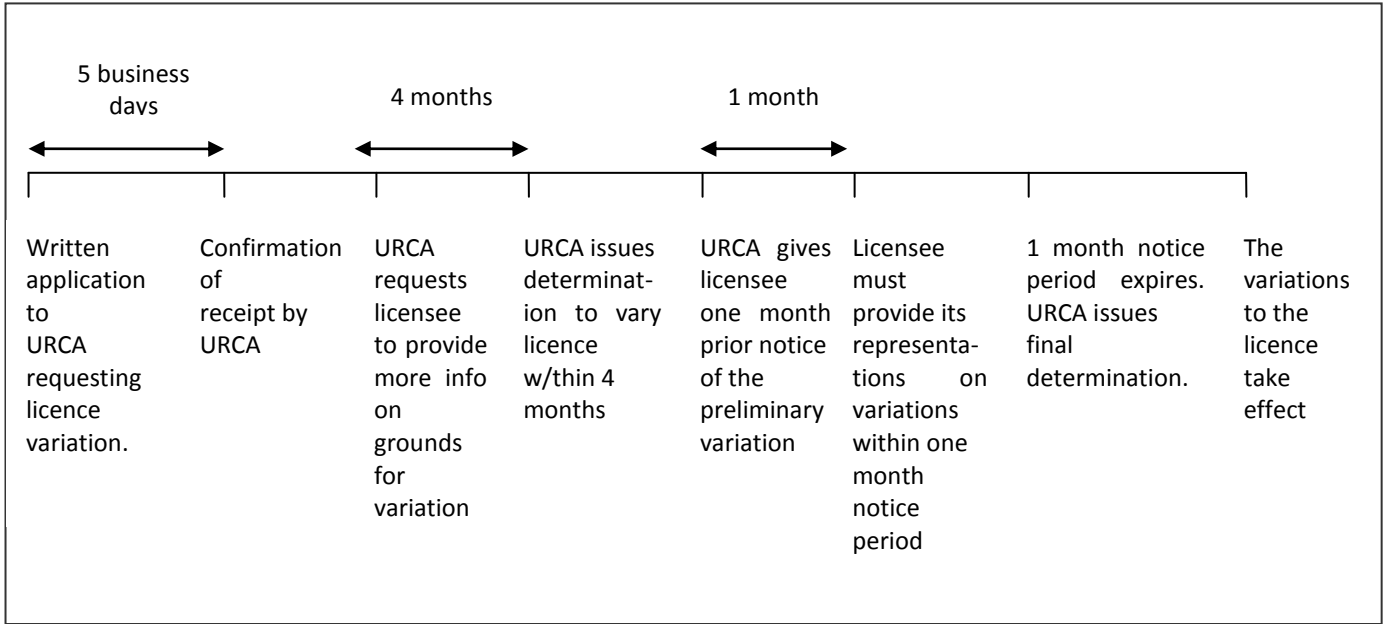 5 business
days
4 months
1 month
Written
application
to
URCA
requesting
licence
variation.
Confirmation
of
receipt by
URCA
URCA
requests
licensee
to provide
more info
on
grounds
for
variation
URCA issues
determinat-
ion to vary
licence
w/thin 4
months
URCA gives
licensee
one month
prior notice
of the
preliminary
variation
Licensee
must
provide its
representa-
tions on
variations
within one
month
notice
period
1 month notice
period expires.
URCA issues
final
determination.
The
variations
to the
licence
take
effect